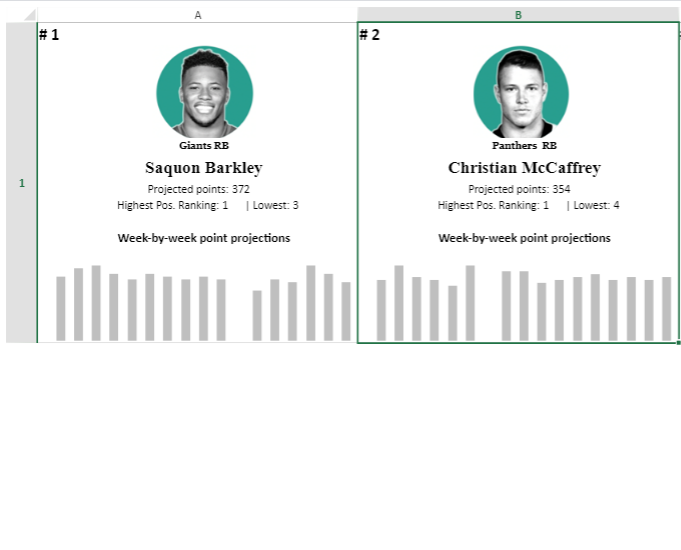 A
B
1
# 1
Giants RB
Saquon Barkley
Projected points: 372
Highest Pos. Ranking: 1 | Lowest: 3
Week-by-week point projections
# 2
Panthers RB
Christian McCaffrey
Projected points: 354
Highest Pos. Ranking: 1 | Lowest: 4
Week-by-week point projections